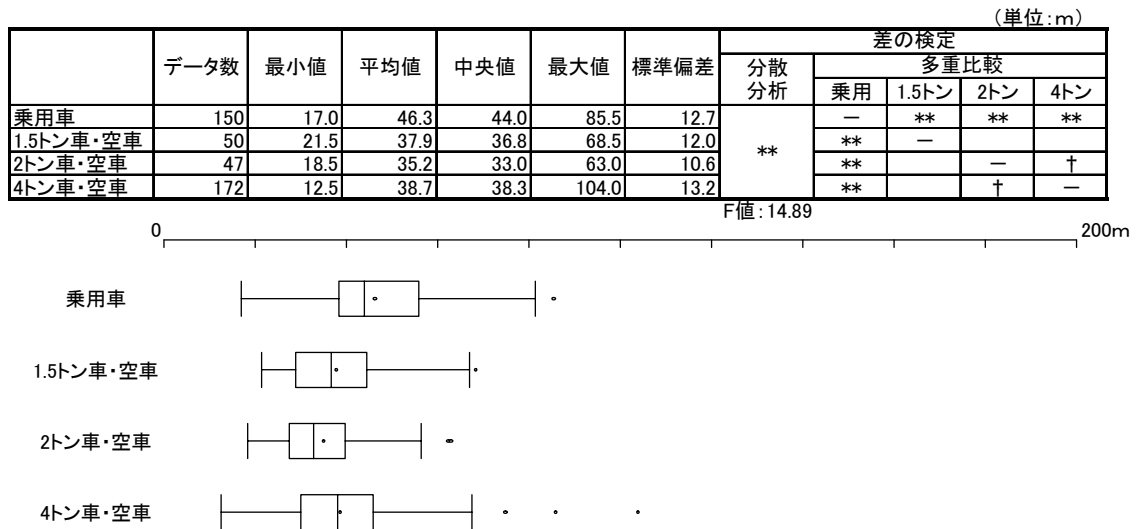 （単位：m）
データ数 最小値 平均値 中央値 最大値 標準偏差 差の検定
分散分析 多重比較
乗用 1.5トン 2トン 4トン
乗用車 150 17.0 46.3 44.0 85.5 12.7 ** － ** ** **
1.5トン車・空車 50 21.5 37.9 36.8 68.5 12.0 ** －
2トン車・空車 47 18.5 35.2 33.0 63.0 10.6 ** － †
4トン車・空車 172 12.5 38.7 38.3 104.0 13.2 ** † －
F値：14.89
0 200m
乗用車
1.5トン車・空車
2トン車・空車
4トン車・空車